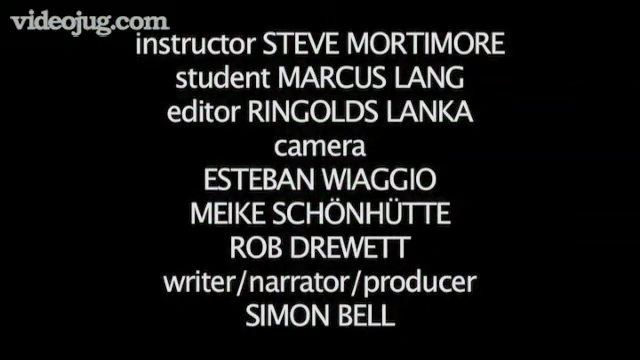 videojug.com
instructor STEVE MORTIMORE
student MARCUS LANG
editor RINGOLDS LANKA
camera
ESTEBAN WIAGGIO
MEIKE SCHÖNHÜTTE
ROB DREWETT
writer/narrator/producer
SIMON BELL